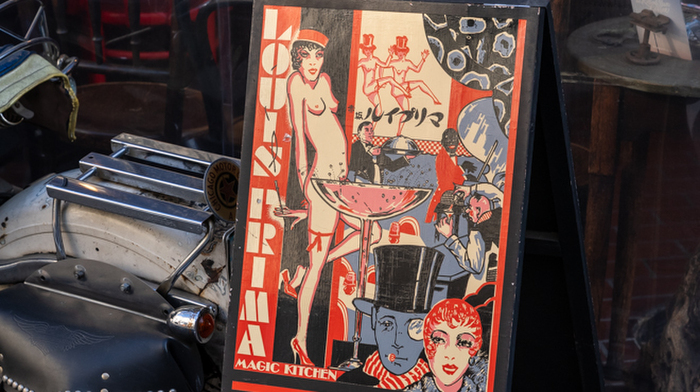 LOUIS PRIMA
ルイプリマ
MAGIC KITCHEN